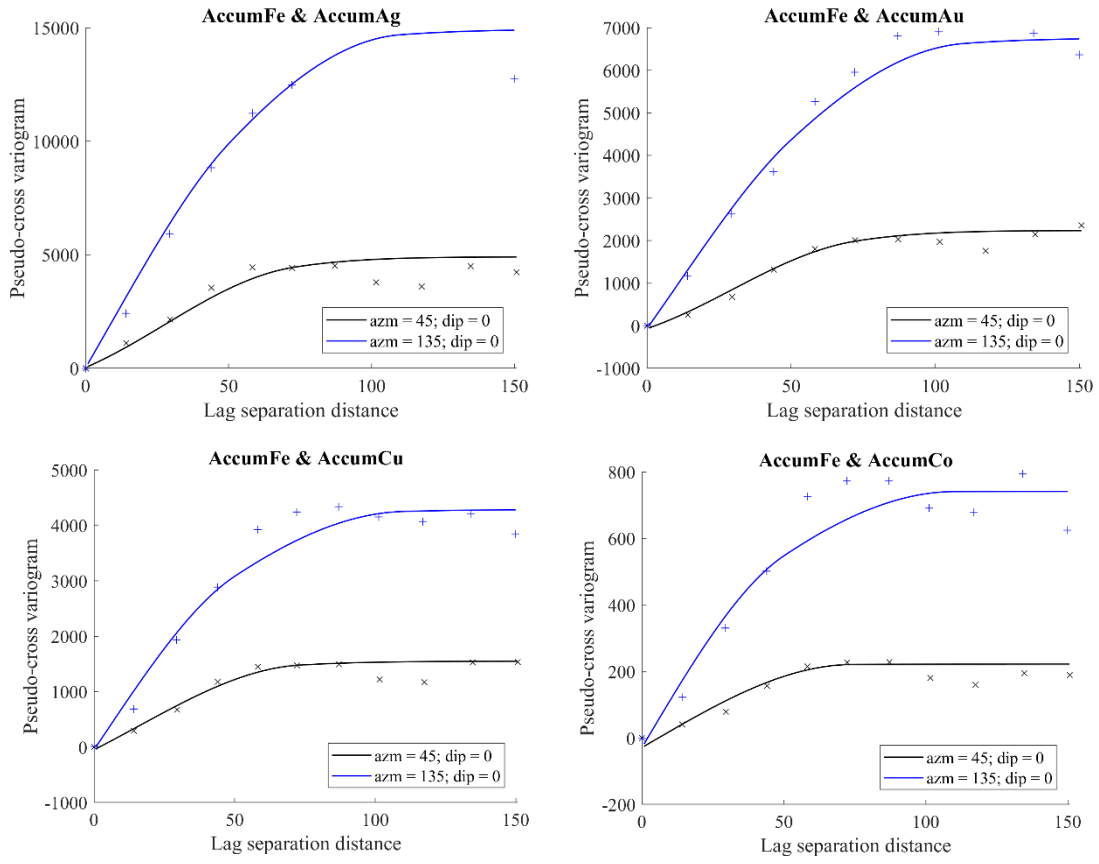 AccumFe & AccumAg
15000
10000
5000
0
Pseudo-cross variogram
azm = 45; dip = 0
azm = 135; dip = 0
0
50
100
150
Lag separation distance
AccumFe & AccumAu
7000
6000
5000
4000
3000
2000
1000
0
-1000
Pseudo-cross variogram
azm = 45; dip = 0
azm = 135; dip = 0
0
50
100
150
Lag separation distance
AccumFe & AccumCu
5000
4000
3000
2000
1000
0
-1000
Pseudo-cross variogram
azm = 45; dip = 0
azm = 135; dip = 0
0
50
100
150
Lag separation distance
AccumFe & AccumCo
800
600
400
200
0
-200
Pseudo-cross variogram
azm = 45; dip = 0
azm = 135; dip = 0
0
50
100
150
Lag separation distance